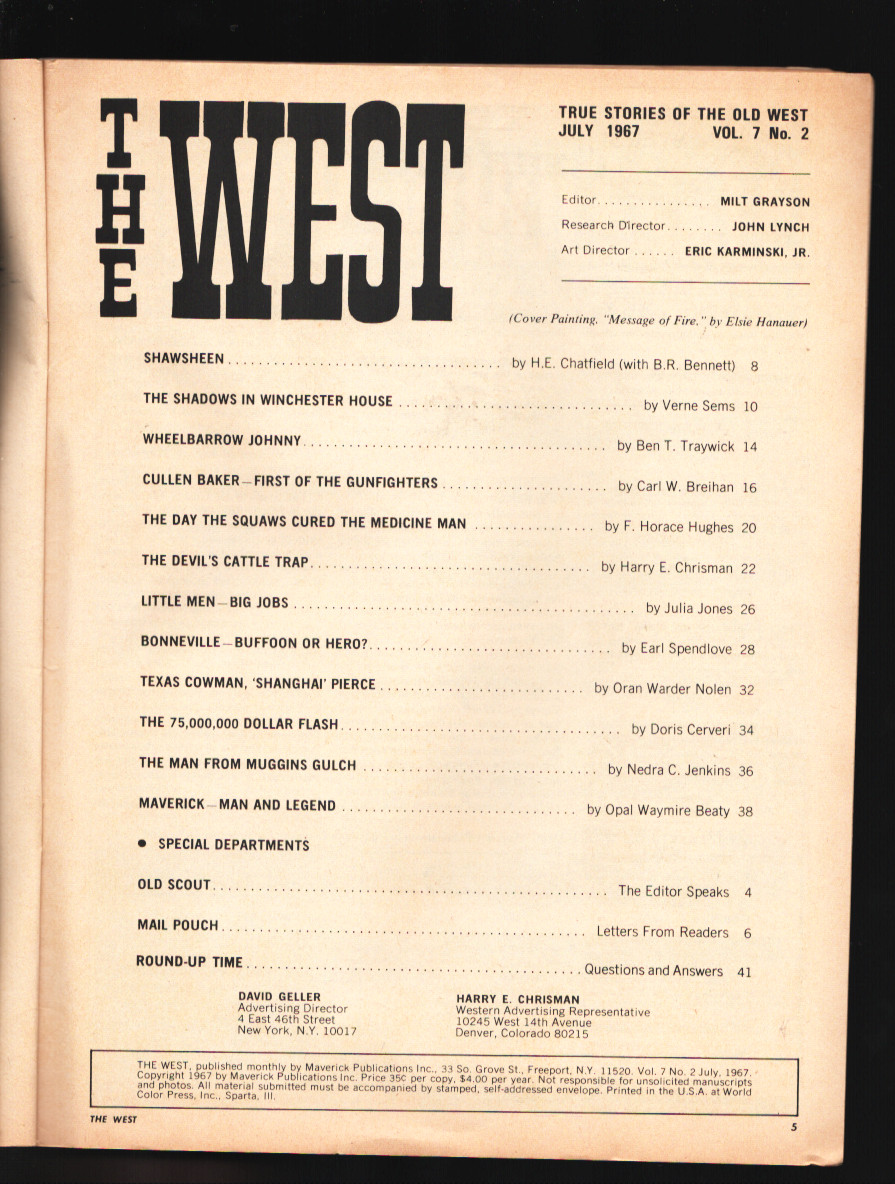 THE WEST
TRUE STORIES OF THE OLD WEST
JULY 1967 VOL. 7 No. 2
Editor. . . . . . . . . . . . . . . . MILT GRAYSON
Research Director. . . . . . . . JOHN LYNCH
Art Director . . . . . . ERIC KARMINSKI, JR.
(Cover Painting. "Message of Fire." by Elsie Hanauer)
SHAWSHEEN . . . . . . . . . . by H.E. Chatfield (with B.R. Bennett) 8
THE SHADOWS IN WINCHESTER HOUSE . . . . . . . . . . by Verne Sems 10
WHEELBARROW JOHNNY . . . . . . . . . . by Ben T. Traywick 14
CULLEN BAKER—FIRST OF THE GUNFIGHTERS . . . . . . . . . . by Carl W. Breihan 16
THE DAY THE SQUAWS CURED THE MEDICINE MAN . . . . . . . . . . by F. Horace Hughes 20
THE DEVIL'S CATTLE TRAP . . . . . . . . . . by Harry E. Chrisman 22
LITTLE MEN—BIG JOBS . . . . . . . . . . by Julia Jones 26
BONNEVILLE—BUFFOON OR HERO? . . . . . . . . . . by Earl Spendlove 28
TEXAS COWMAN, 'SHANGHAI' PIERCE . . . . . . . . . . by Oran Warder Nolen 32
THE 75,000,000 DOLLAR FLASH . . . . . . . . . . by Doris Cerveri 34
THE MAN FROM MUGGINS GULCH . . . . . . . . . . by Nedra C. Jenkins 36
MAVERICK—MAN AND LEGEND . . . . . . . . . . by Opal Waymire Beaty 38
● SPECIAL DEPARTMENTS
OLD SCOUT . . . . . . . . . . The Editor Speaks 4
MAIL POUCH . . . . . . . . . . Letters From Readers 6
ROUND-UP TIME . . . . . . . . . . Questions and Answers 41
DAVID GELLER
Advertising Director
4 East 46th Street
New York, N.Y. 10017
HARRY E. CHRISMAN
Western Advertising Representative
10245 West 14th Avenue
Denver, Colorado 80215
THE WEST, published monthly by Maverick Publications Inc., 33 So. Grove St., Freeport, N.Y. 11520. Vol. 7 No. 2 July, 1967.
Copyright 1967 by Maverick Publications Inc. Price 35¢ per copy, $4.00 per year. Not responsible for unsolicited manuscripts
and photos. All material submitted must be accompanied by stamped, self-addressed envelope. Printed in the U.S.A. at World
Color Press, Inc., Sparta, Ill.
THE WEST 5